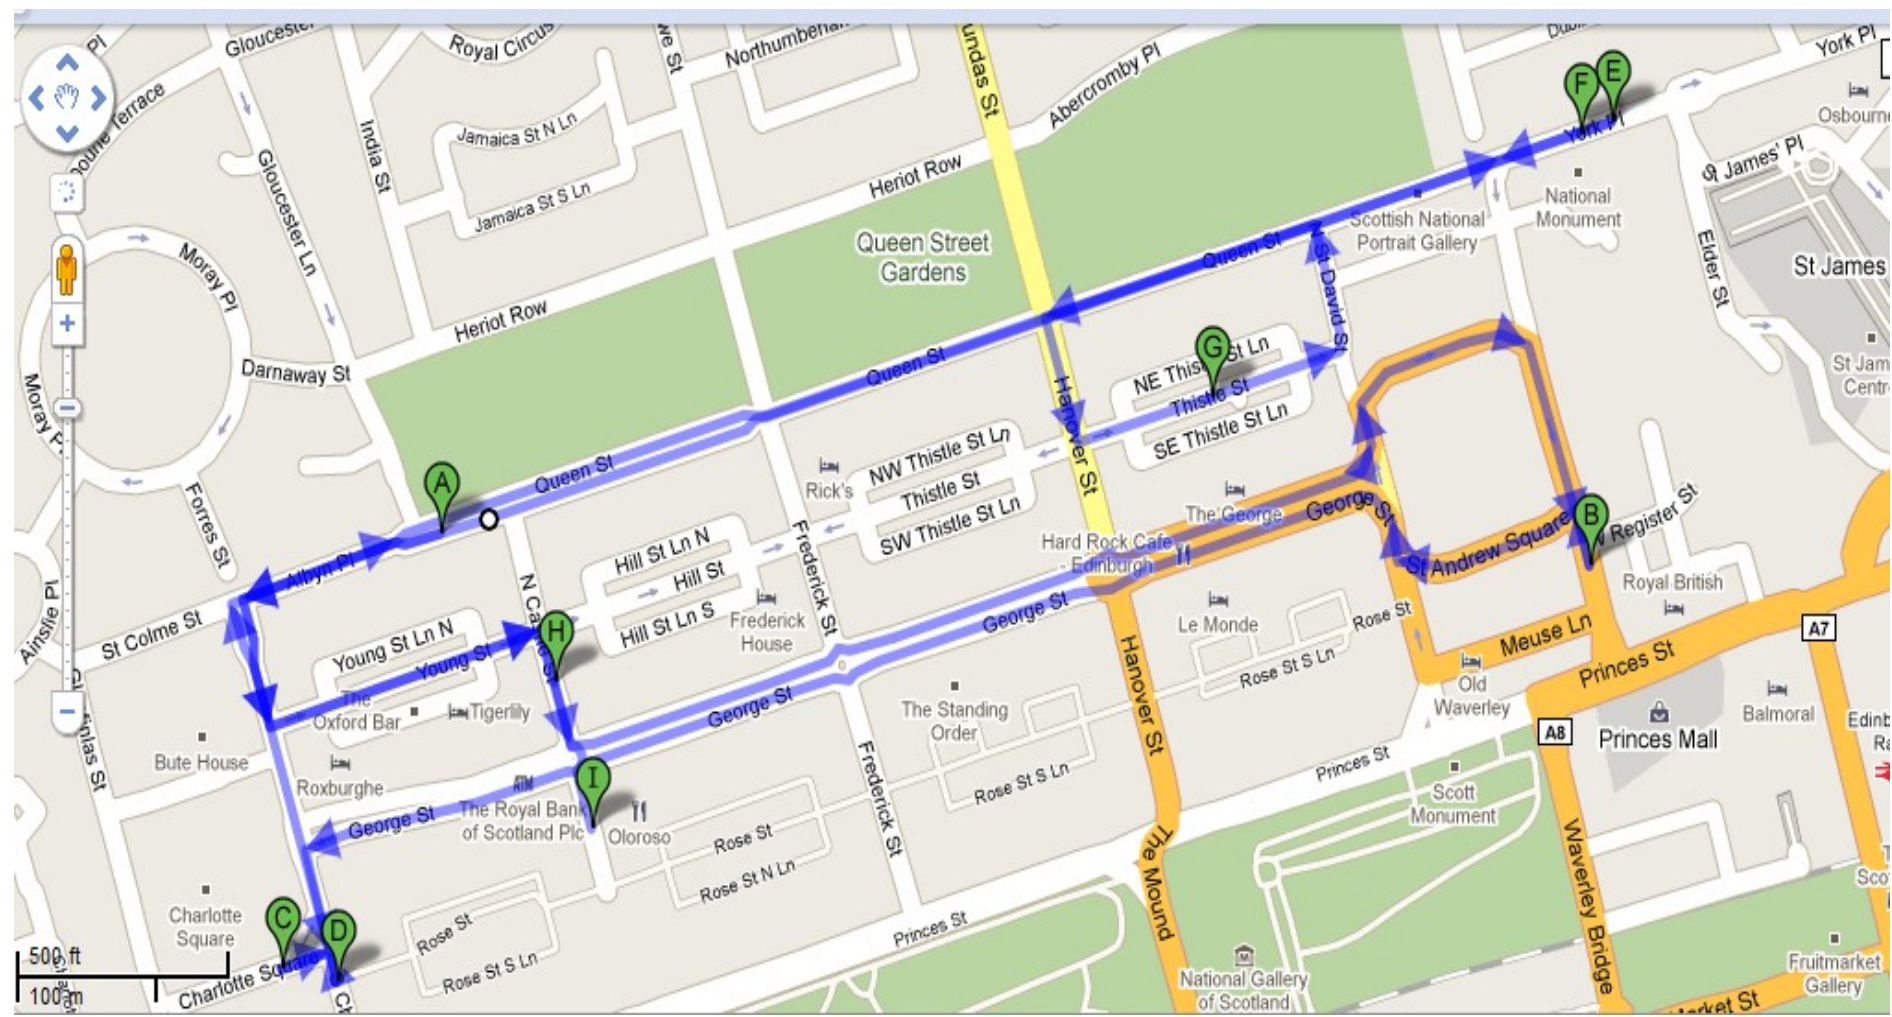 Gloucester
Royal Circus
Northumberlan
York Pl
Abercromby Pl
F
E
Osbourne
Doune Terrace
India St
Jamaica St N Ln
Jamaica St S Ln
Heriot Row
York Pl
St James' Pl
National
Monument
Scottish National
Portrait Gallery
Gloucester Ln
Moray Pl
Queen Street
Gardens
Queen St
N St David St
Elder St
St James
Heriot Row
Darnaway St
Queen St
G
NE Thistle St Ln
Thistle St
SE Thistle St Ln
Hanover St
Moray Pl
A
Queen St
Forres St
Rick's
NW Thistle St Ln
Thistle St
SW Thistle St Ln
The George
George St
B
St Andrew Square
W Register St
Hard Rock Cafe
- Edinburgh
Royal British
Albyn Pl
Hill St Ln N
Hill St
Hill St Ln S
Frederick
House
Frederick St
George St
Le Monde
Rose St
Meuse Ln
A7
Ainslie Pl
St Colme St
Young St Ln N
Young St
H
Rose St S Ln
Princes St
Old
Waverley
The
Oxford Bar
Tigerlily
George St
The Standing
Order
Hanover St
A8
Princes Mall
Balmoral
Bute House
Roxburghe
I
George St
The Royal Bank
of Scotland Plc
Oloroso
Rose St
Rose St N Ln
Frederick St
Rose St S Ln
Princes St
Scott
Monument
The Mound
Waverley Bridge
Charlotte
Square
C
D
Rose St
Rose St S Ln
Princes St
500 ft
100 m
Charlotte Square
National Gallery
of Scotland
Fruitmarket
Gallery
Market St